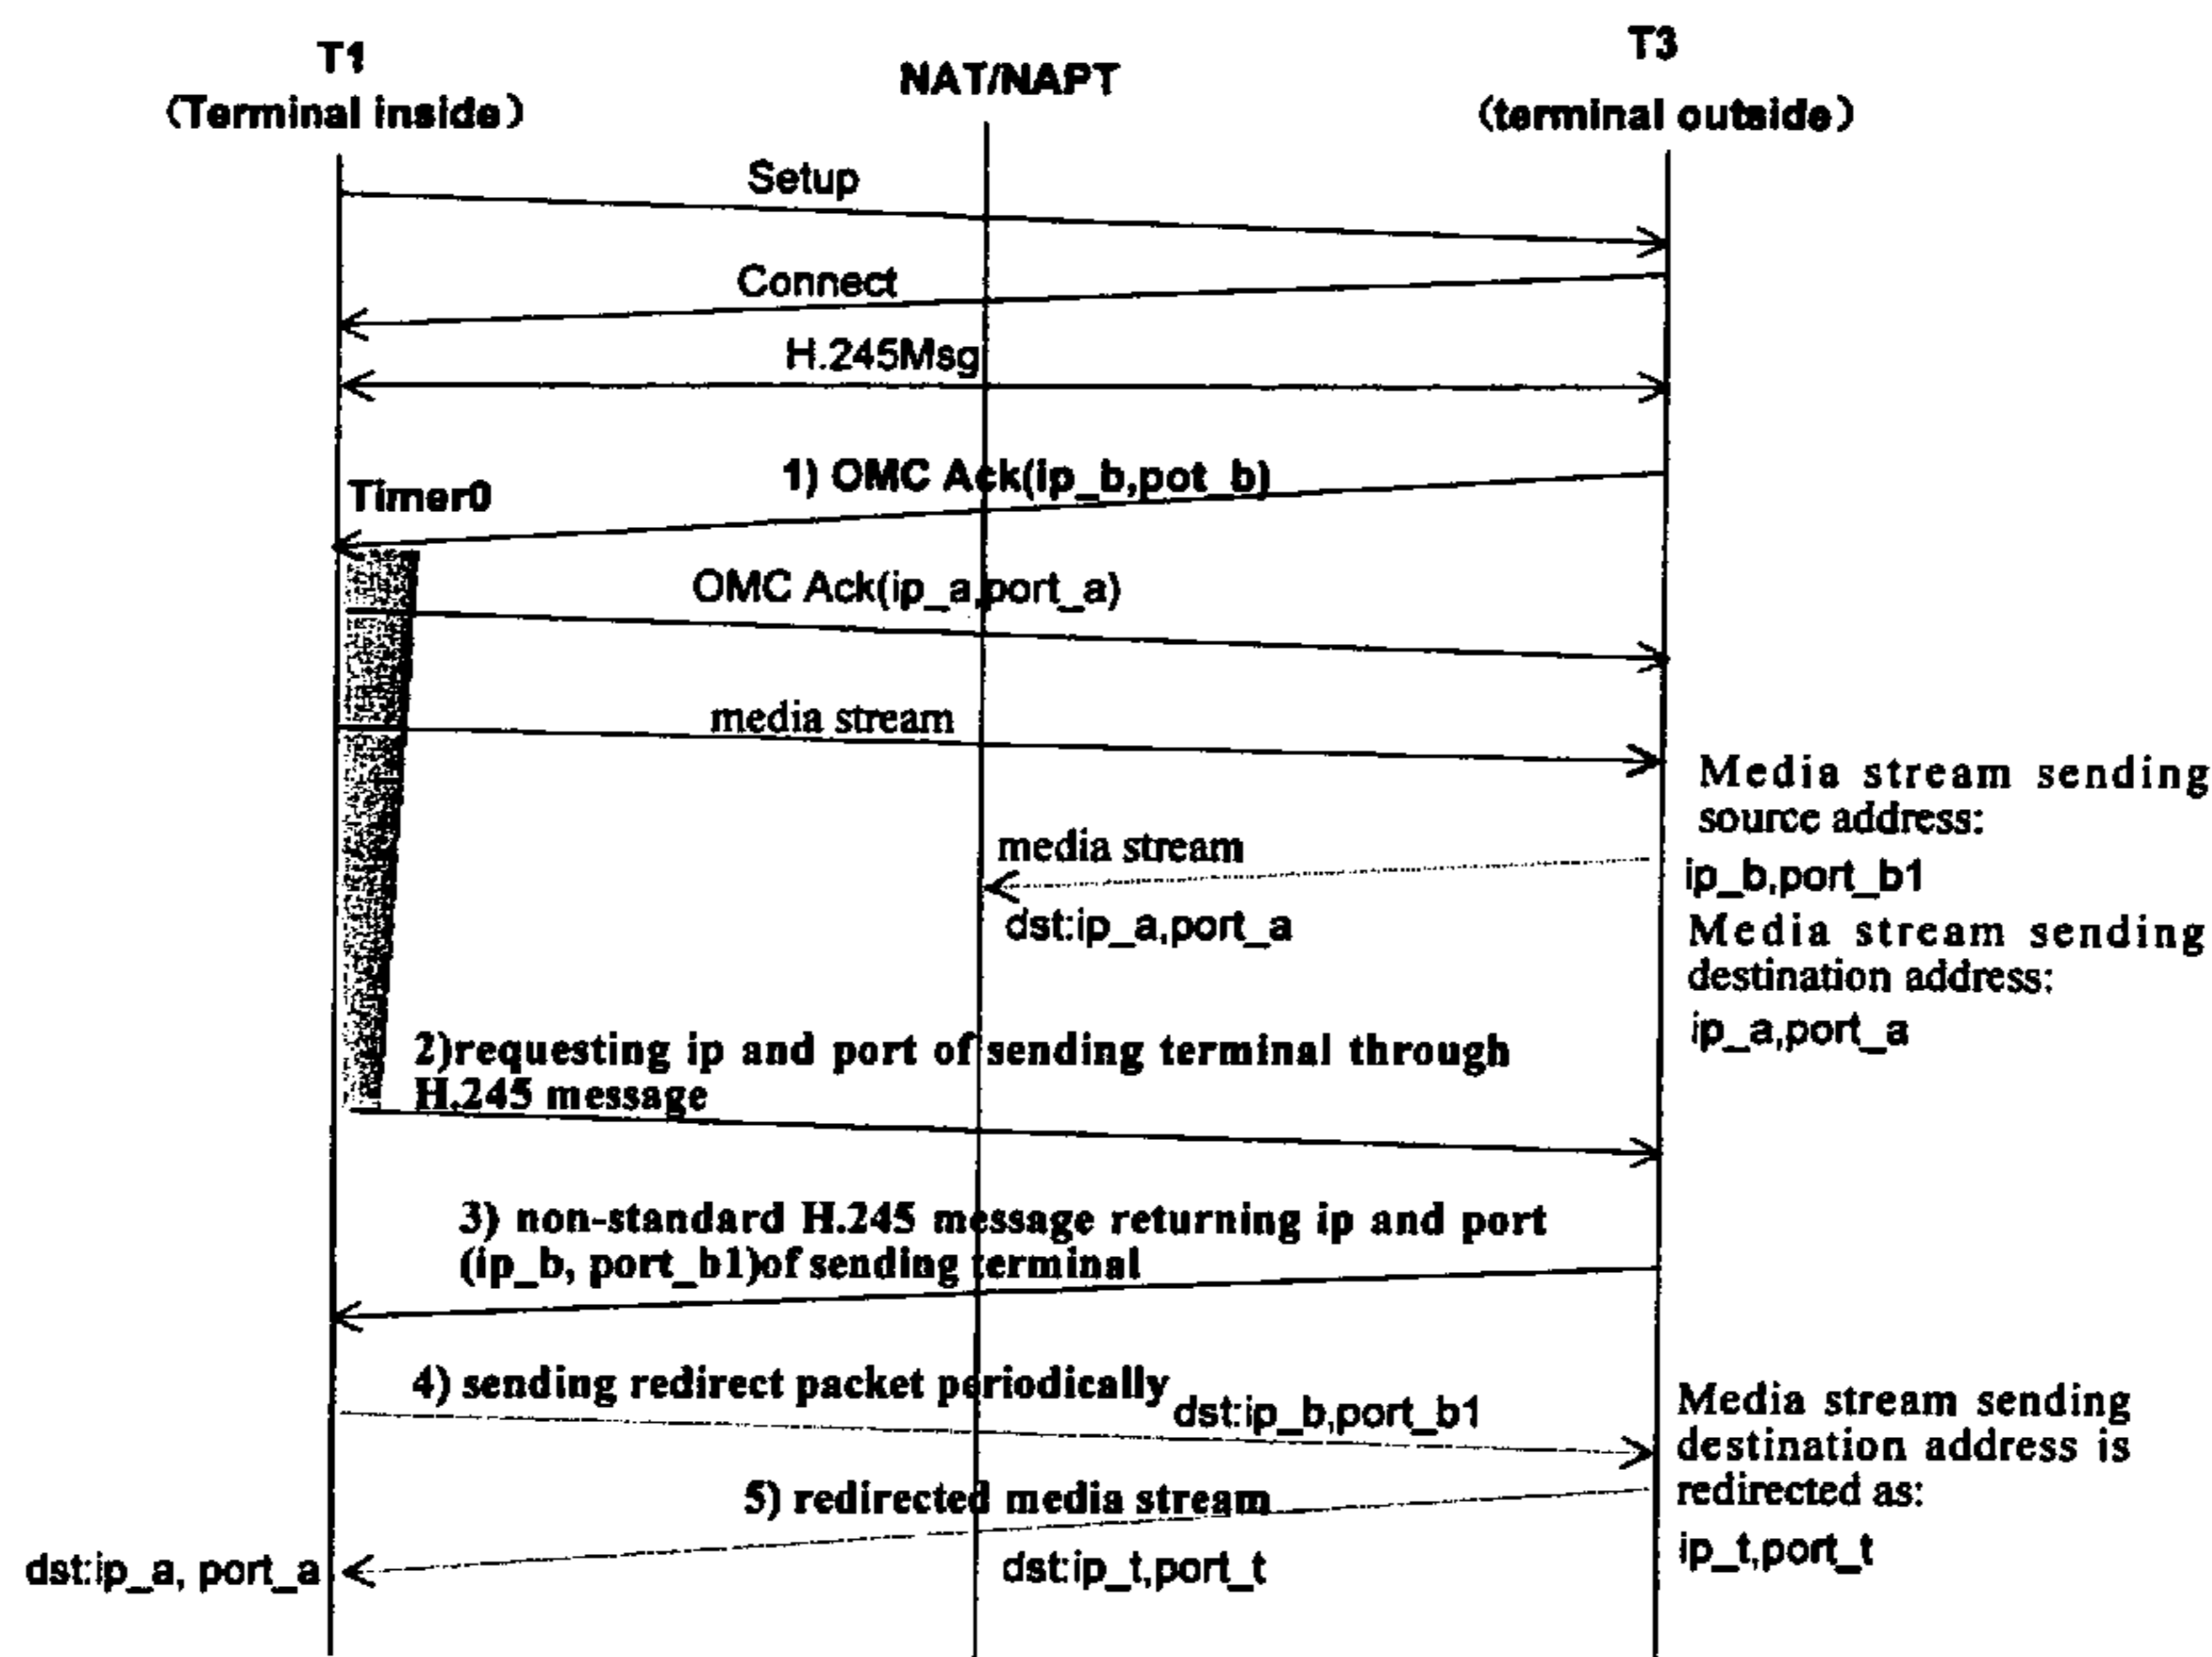 T1
(Terminal inside)
NAT/NAPT
T3
(terminal outside)
Setup
Connect
H.245Msg
1) OMC Ack(ip_b,pot_b)
Timer0
OMC Ack(ip_a,port_a)
media stream
Media stream sending
source address:
media stream
ip_b,port_b1
dst:ip_a,port_a
Media stream sending
destination address:
ip_a,port_a
2)requesting ip and port of sending terminal through
H.245 message
3) non-standard H.245 message returning ip and port
(ip_b, port_b1)of sending terminal
4) sending redirect packet periodically
dst:ip_b,port_b1
Media stream sending
destination address is
redirected as:
5) redirected media stream
ip_t,port_t
dst:ip_a, port_a
dst:ip_t,port_t